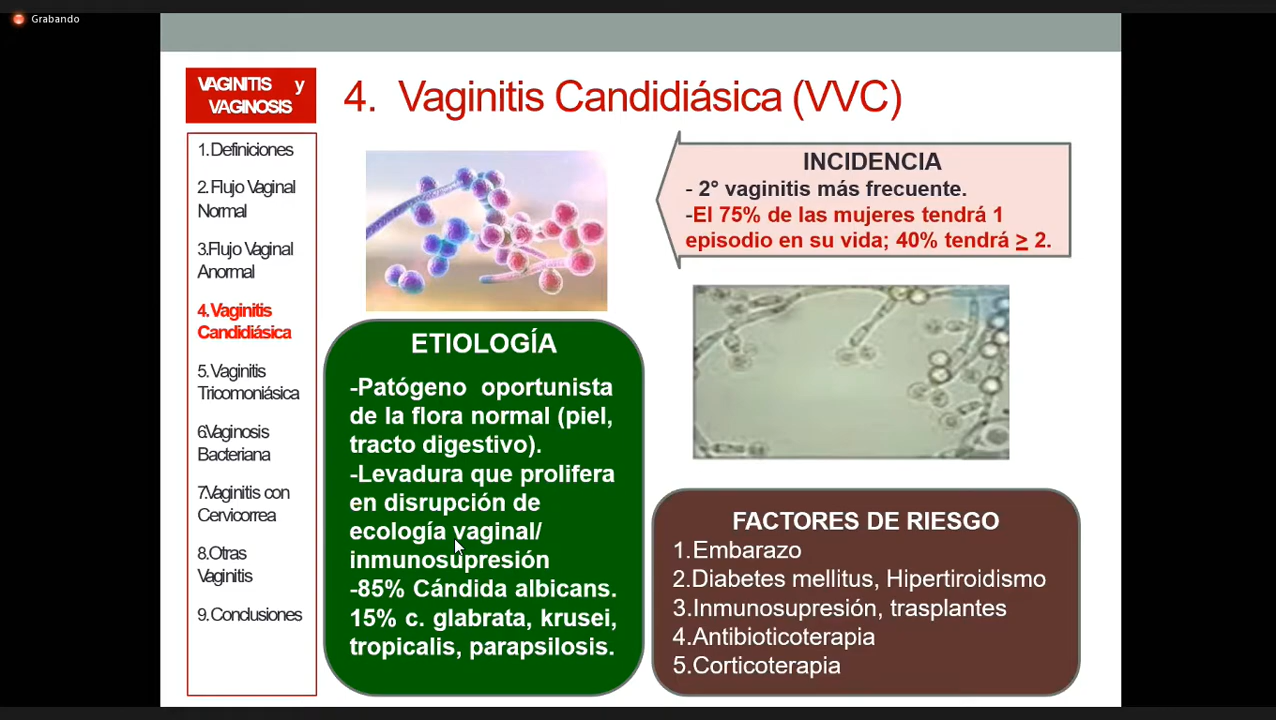 Grabando
VAGINITIS y
VAGINOSIS
1.Definiciones
2. Flujo Vaginal
Normal
3.Flujo Vaginal
Anormal
4.Vaginitis
Candidiásica
5. Vaginitis
Tricomoniásica
6.Vaginosis
Bacteriana
7.Vaginitis con
Cervicorrea
8.Otras
Vaginitis
9.Conclusiones
4. Vaginitis Candidiásica (VVC)
INCIDENCIA
- 2° vaginitis más frecuente.
-El 75% de las mujeres tendrá 1
episodio en su vida; 40% tendrá ≥ 2.
ETIOLOGÍA
-Patógeno oportunista
de la flora normal (piel,
tracto digestivo).
-Levadura que prolifera
en disrupción de
ecología vaginal/
inmunosupresión
-85% Cándida albicans.
15% c. glabrata, krusei,
tropicalis, parapsilosis.
FACTORES DE RIESGO
1.Embarazo
2.Diabetes mellitus, Hipertiroidismo
3.Inmunosupresión, trasplantes
4.Antibioticoterapia
5.Corticoterapia